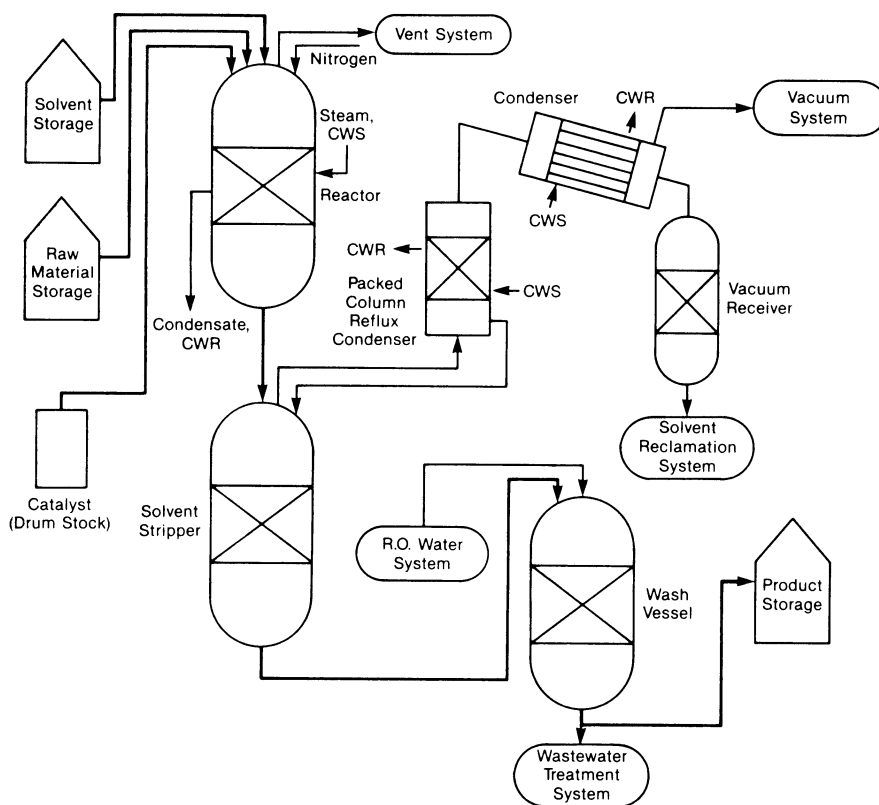 Vent System
Nitrogen
Solvent
Storage
Steam,
CWS
Reactor
Condenser
CWR
Vacuum
System
CWS
Raw
Material
Storage
Condensate,
CWR
CWR
CWS
Packed
Column
Reflux
Condenser
Vacuum
Receiver
Solvent
Reclamation
System
Catalyst
(Drum Stock)
Solvent
Stripper
R.O. Water
System
Wash
Vessel
Product
Storage
Wastewater
Treatment
System